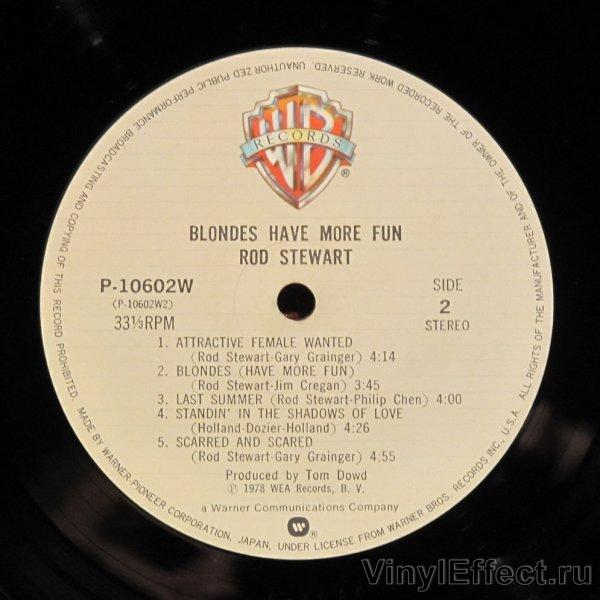 WB
RECORDS
®
BLONDES HAVE MORE FUN
ROD STEWART
P-10602W
(P-10602W2)
33⅓RPM
SIDE
2
STEREO
1. ATTRACTIVE FEMALE WANTED
(Rod Stewart-Gary Grainger) 4:14
2. BLONDES (HAVE MORE FUN)
(Rod Stewart-Jim Cregan) 3:45
3. LAST SUMMER (Rod Stewart-Philip Chen) 4:00
4. STANDIN' IN THE SHADOWS OF LOVE
(Holland-Dozier-Holland) 4:26
5. SCARRED AND SCARED
(Rod Stewart-Gary Grainger) 4:55
Produced by Tom Dowd
℗ 1978 WEA Records, B. V.
a Warner Communications Company
W®
MADE BY WARNER-PIONEER CORPORATION, JAPAN, UNDER LICENSE FROM WARNER BROS. RECORDS INC., U.S.A. ALL RIGHTS OF THE MANUFACTURER AND OF THE OWNER OF THE RECORDED WORK RESERVED. UNAUTHORIZED PUBLIC PERFORMANCE BROADCASTING AND COPYING OF THIS RECORD PROHIBITED.
VinylEffect.ru